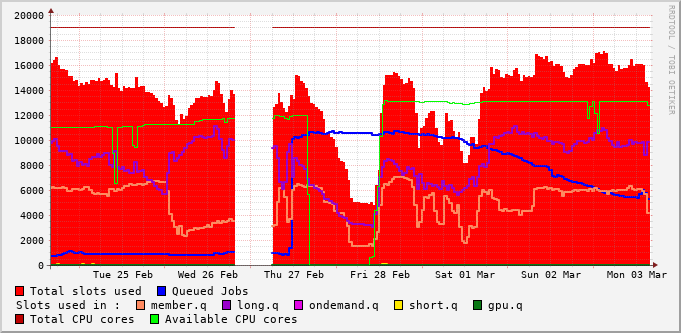 20000
18000
16000
14000
12000
10000
8000
6000
4000
2000
0
Tue 25 Feb Wed 26 Feb Thu 27 Feb Fri 28 Feb Sat 01 Mar Sun 02 Mar Mon 03 Mar
RRDTOOL / TOBI OETIKER
Total slots used Queued Jobs
Slots used in : member.q long.q ondemand.q short.q gpu.q
Total CPU cores Available CPU cores